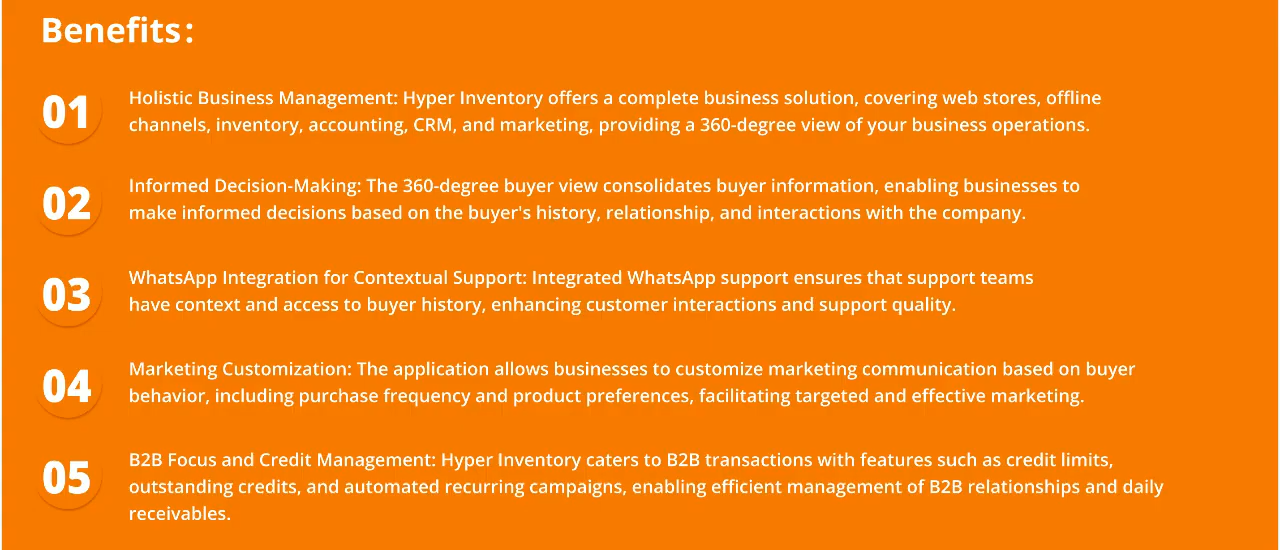 Benefits:
01
Holistic Business Management: Hyper Inventory offers a complete business solution, covering web stores, offline
channels, inventory, accounting, CRM, and marketing, providing a 360-degree view of your business operations.
02
Informed Decision-Making: The 360-degree buyer view consolidates buyer information, enabling businesses to
make informed decisions based on the buyer's history, relationship, and interactions with the company.
03
WhatsApp Integration for Contextual Support: Integrated WhatsApp support ensures that support teams
have context and access to buyer history, enhancing customer interactions and support quality.
04
Marketing Customization: The application allows businesses to customize marketing communication based on buyer
behavior, including purchase frequency and product preferences, facilitating targeted and effective marketing.
05
B2B Focus and Credit Management: Hyper Inventory caters to B2B transactions with features such as credit limits,
outstanding credits, and automated recurring campaigns, enabling efficient management of B2B relationships and daily
receivables.